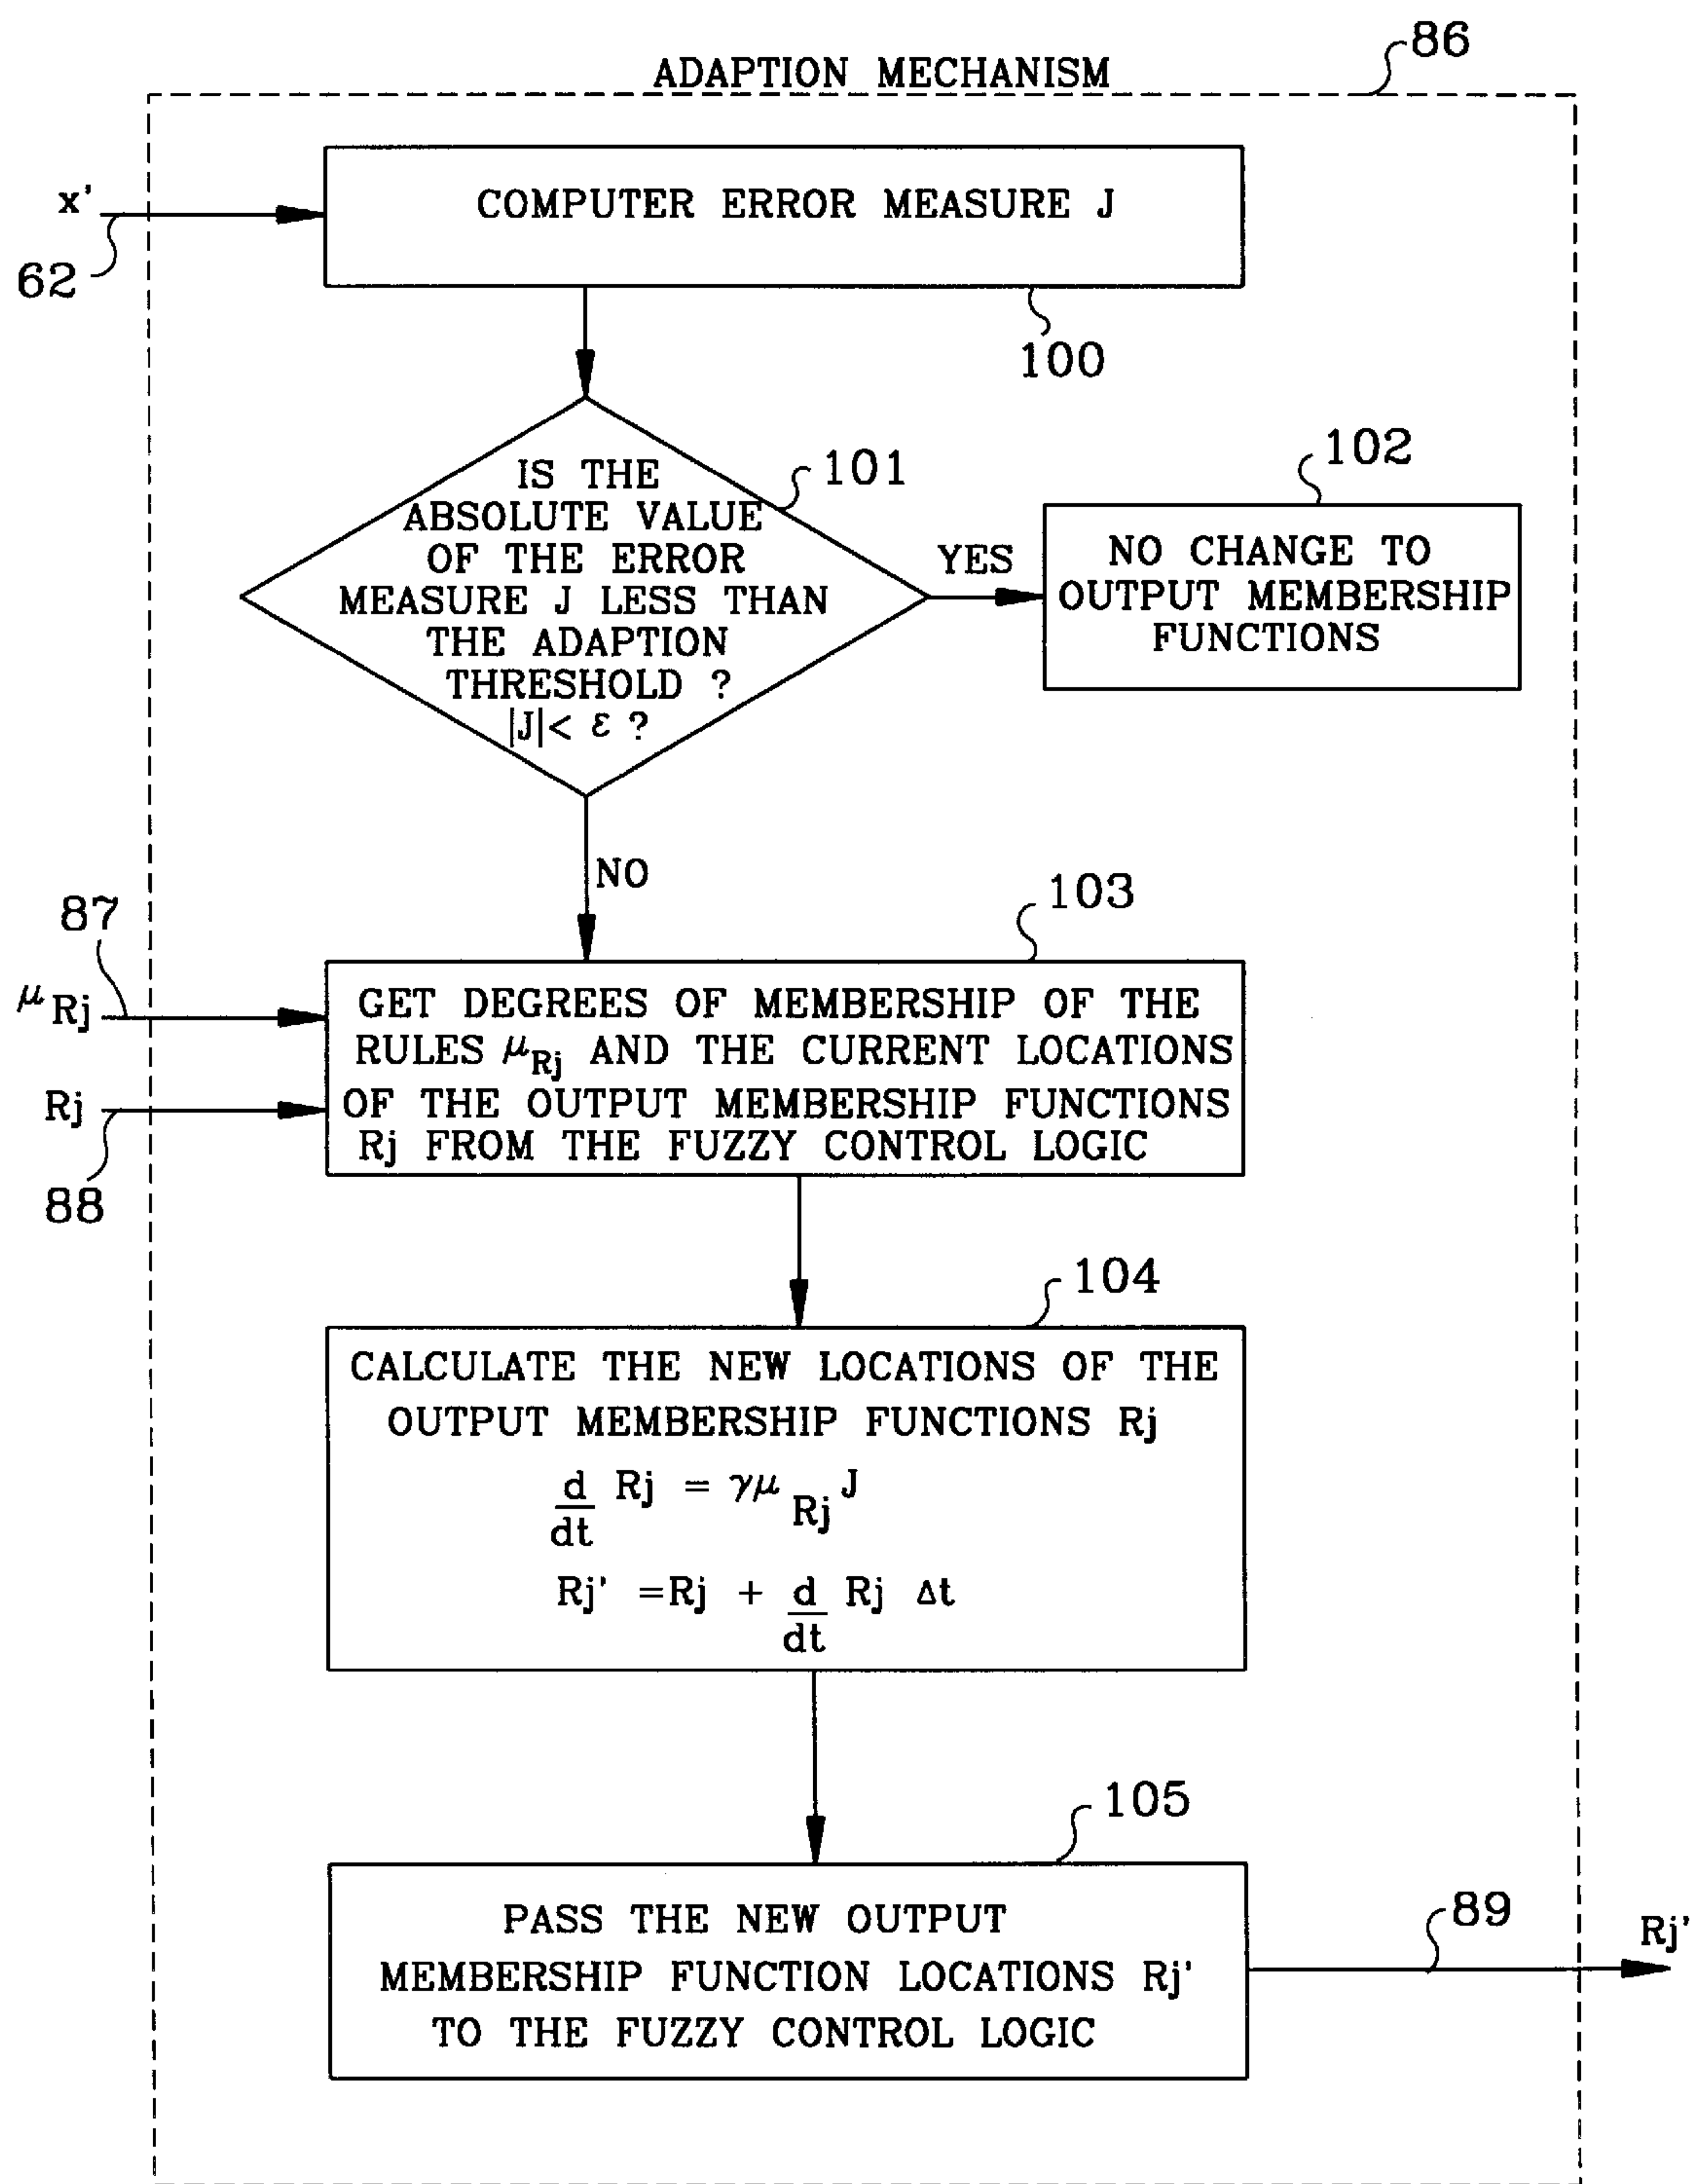 86
ADAPTION MECHANISM
x'
62
COMPUTER ERROR MEASURE J
100
IS THE
ABSOLUTE VALUE
OF THE ERROR
MEASURE J LESS THAN
THE ADAPTION
THRESHOLD ?
|J|< ε ?
101
YES
102
NO CHANGE TO
OUTPUT MEMBERSHIP
FUNCTIONS
NO
103
87
μ Rj
Rj
88
GET DEGREES OF MEMBERSHIP OF THE
RULES μRj AND THE CURRENT LOCATIONS
OF THE OUTPUT MEMBERSHIP FUNCTIONS
Rj FROM THE FUZZY CONTROL LOGIC
104
CALCULATE THE NEW LOCATIONS OF THE
OUTPUT MEMBERSHIP FUNCTIONS Rj
d/dt Rj = γμ Rj J
Rj' =Rj + d/dt Rj Δt
105
PASS THE NEW OUTPUT
MEMBERSHIP FUNCTION LOCATIONS Rj'
TO THE FUZZY CONTROL LOGIC
89
Rj'